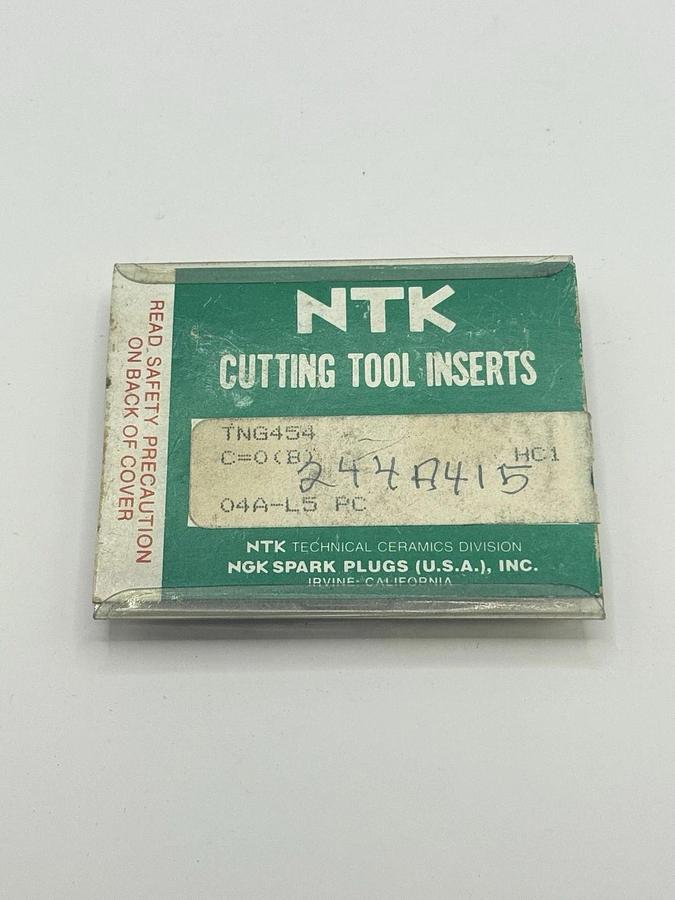 NTK
CUTTING TOOL INSERTS
TNG454
C=0(B) HC1
244A415
04A-L5 PC
NTK TECHNICAL CERAMICS DIVISION
NGK SPARK PLUGS (U.S.A.), INC.
IRVINE, CALIFORNIA
READ SAFETY PRECAUTION
ON BACK OF COVER